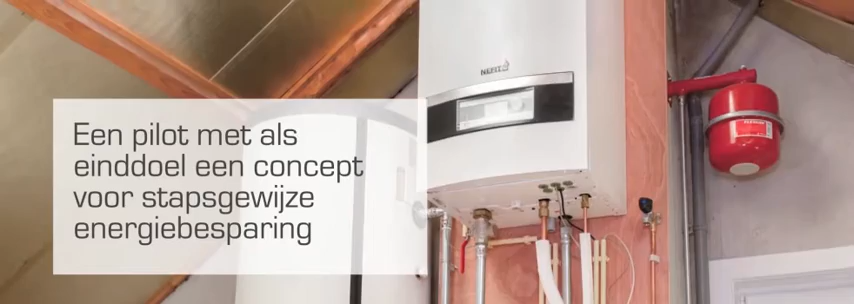 Een pilot met als
einddoel een concept
voor stapsgewijze
energiebesparing
NEFIT